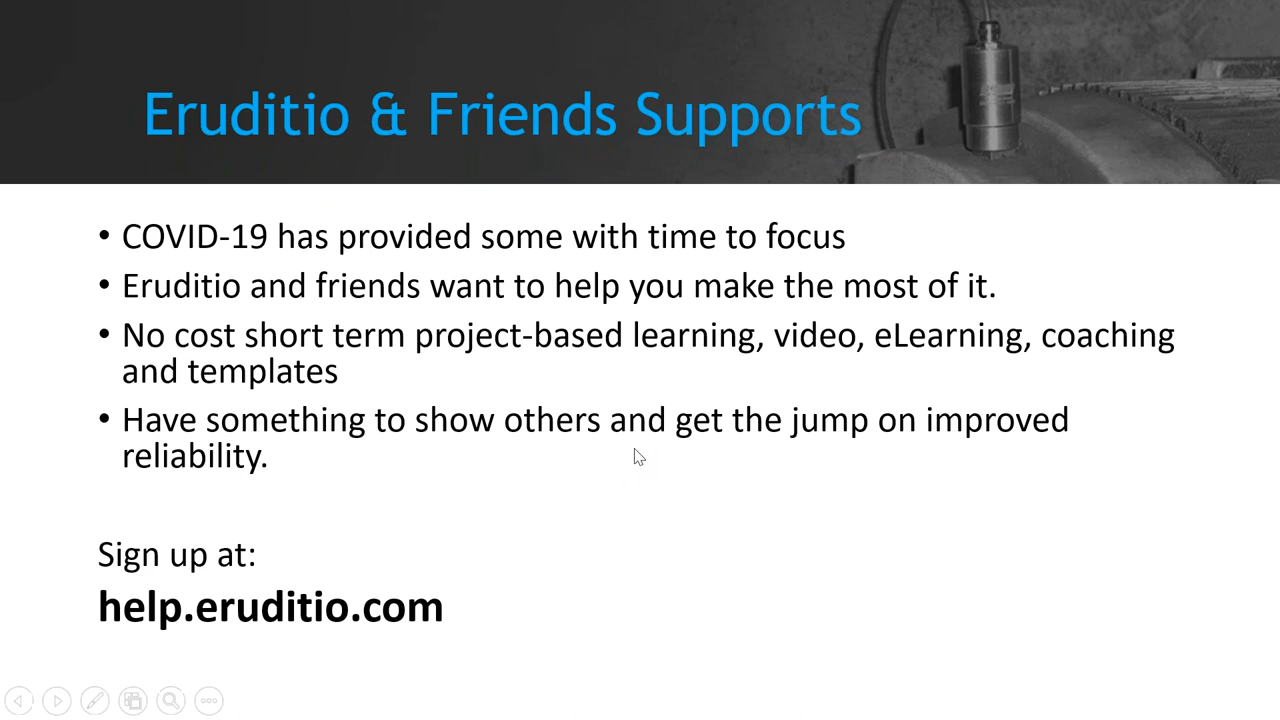 Eruditio & Friends Supports
• COVID-19 has provided some with time to focus
• Eruditio and friends want to help you make the most of it.
• No cost short term project-based learning, video, eLearning, coaching
and templates
• Have something to show others and get the jump on improved
reliability.
Sign up at:
help.eruditio.com